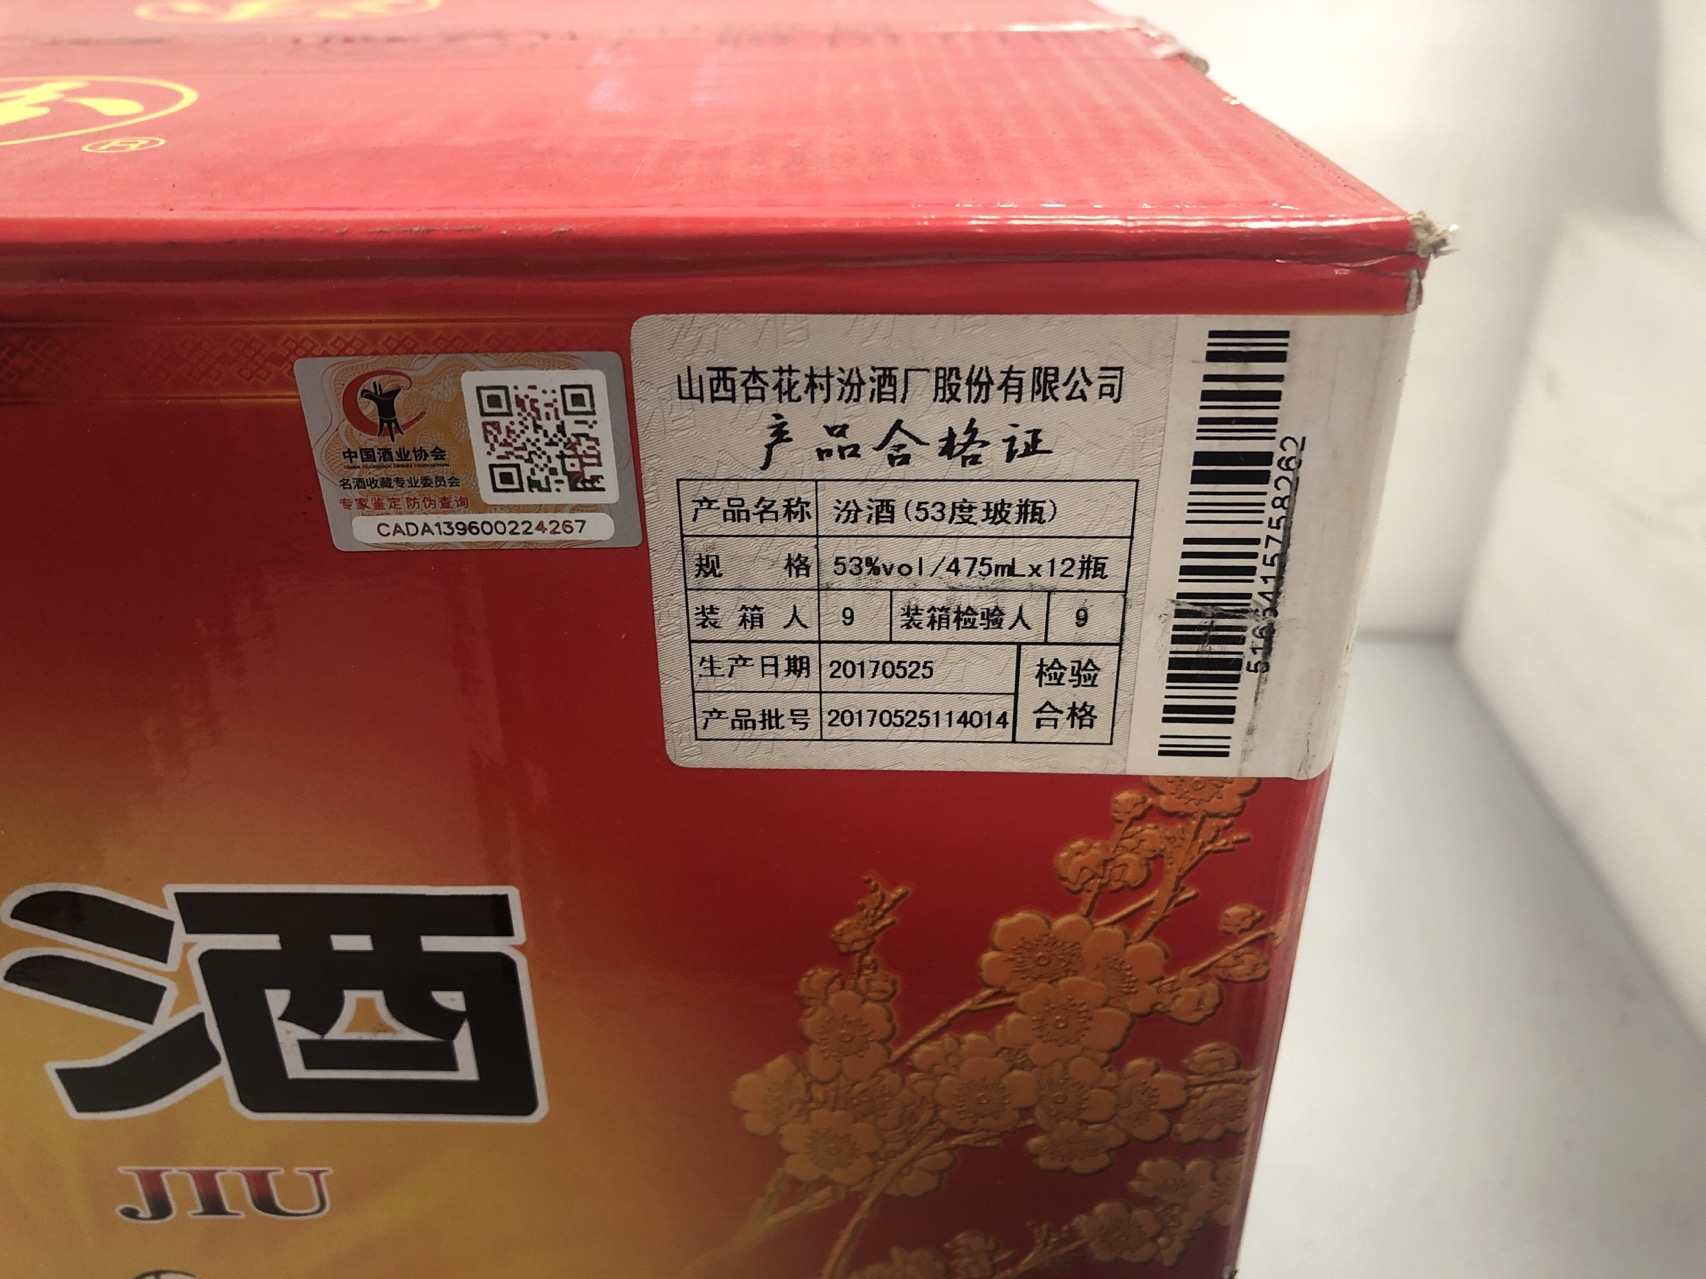 ®
中国酒业协会
名酒收藏专业委员会
专家鉴定 防伪查询
CADA139600224267
山西杏花村汾酒厂股份有限公司
产品合格证
产品名称 汾酒(53度玻瓶)
规 格 53%vol/475mLx12瓶
装 箱 人 9 装箱检验人 9
生产日期 20170525
产品批号 20170525114014
检验
合格
酒
JIU